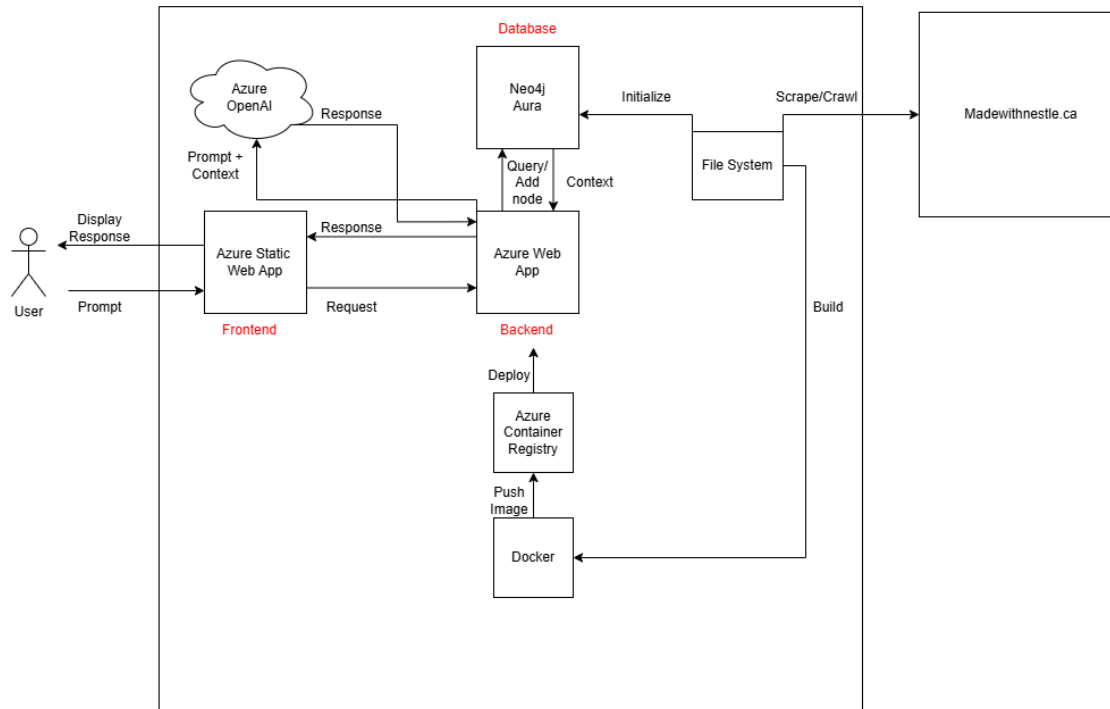 Database
Neo4j
Aura
Azure
OpenAI
Response
Initialize
Scrape/Crawl
Madewithnestle.ca
File System
Prompt +
Context
Query/
Add
node
Context
Display
Response
Azure Static
Web App
Response
Azure Web
App
User
Prompt
Request
Build
Frontend
Backend
Deploy
Azure
Container
Registry
Push
Image
Docker